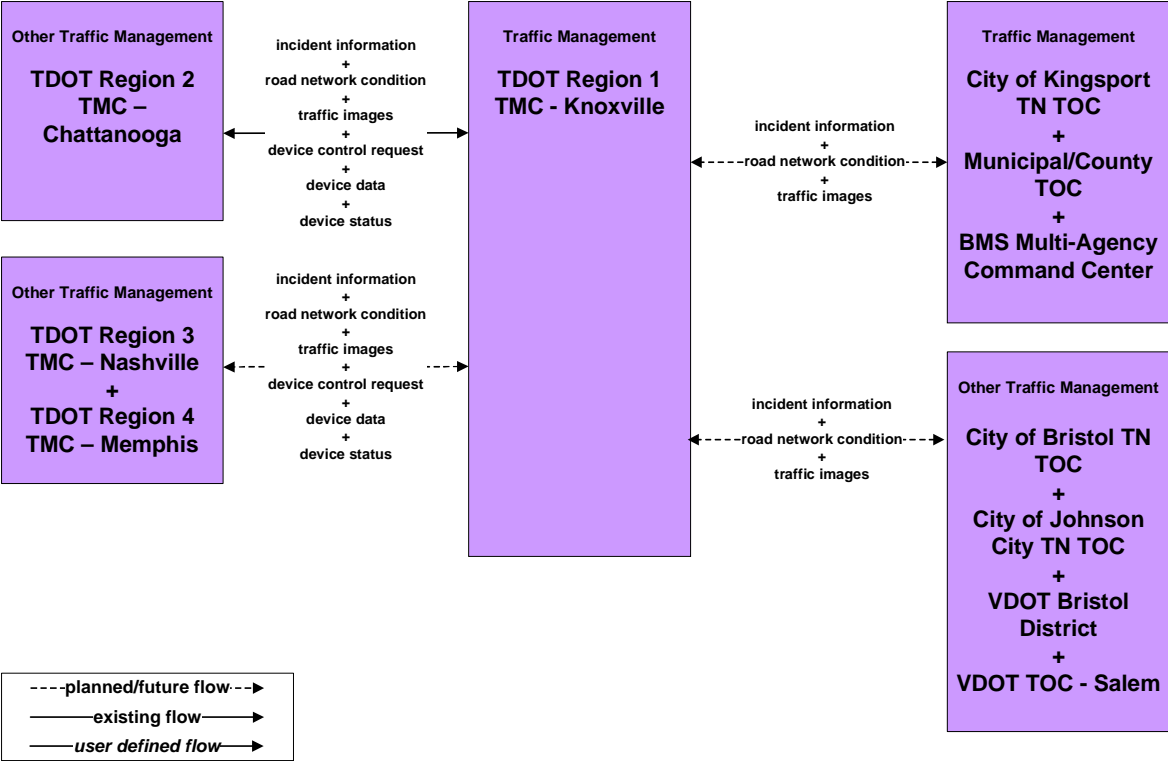 Other Traffic Management
TDOT Region 2
TMC –
Chattanooga
incident information
+
road network condition
+
traffic images
+
device control request
+
device data
+
device status
Traffic Management
TDOT Region 1
TMC - Knoxville
Traffic Management
City of Kingsport
TN TOC
+
Municipal/County
TOC
+
BMS Multi-Agency
Command Center
incident information
+
road network condition
+
traffic images
Other Traffic Management
TDOT Region 3
TMC – Nashville
+
TDOT Region 4
TMC – Memphis
incident information
+
road network condition
+
traffic images
+
device control request
+
device data
+
device status
incident information
+
road network condition
+
traffic images
Other Traffic Management
City of Bristol TN
TOC
+
City of Johnson
City TN TOC
+
VDOT Bristol
District
+
VDOT TOC - Salem
planned/future flow
existing flow
user defined flow